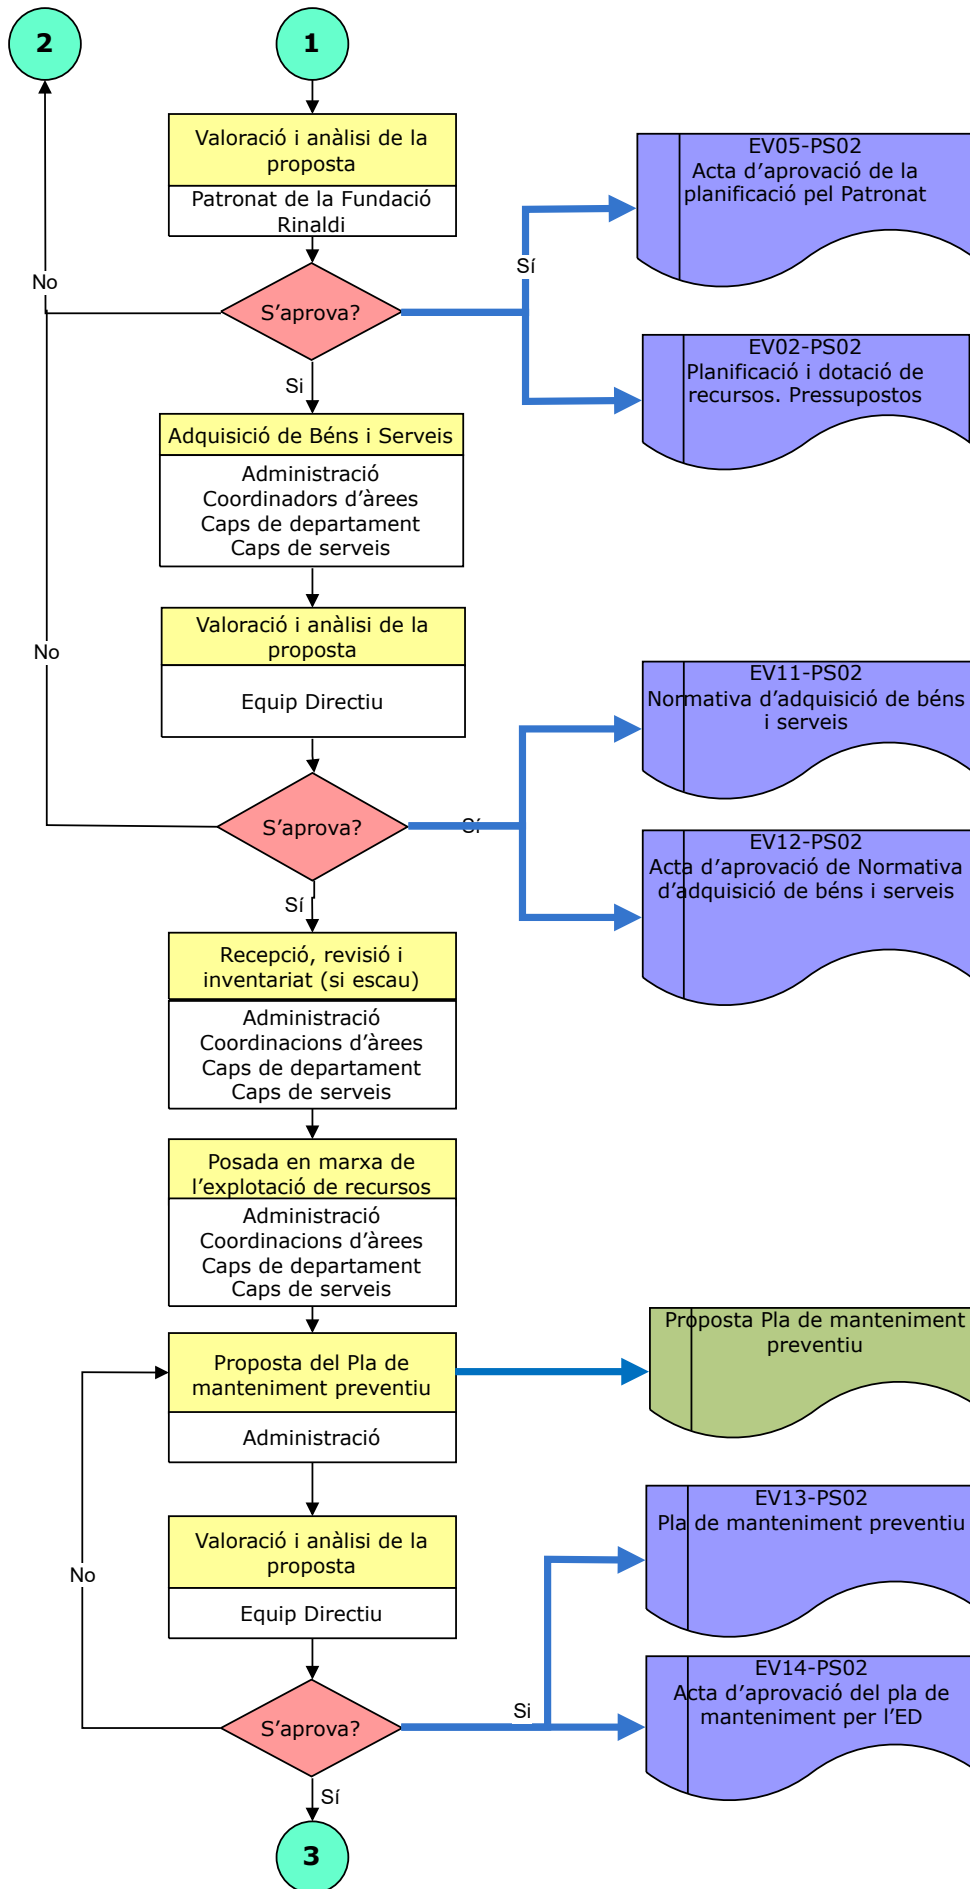 2
1
Valoració i anàlisi de la
proposta
Patronat de la Fundació
Rinaldi
EV05-PS02
Acta d’aprovació de la
planificació pel Patronat
No
Sí
S’aprova?
EV02-PS02
Planificació i dotació de
recursos. Pressupostos
Si
Adquisició de Béns i Serveis
Administració
Coordinadors d’àrees
Caps de departament
Caps de serveis
Valoració i anàlisi de la
proposta
No
Equip Directiu
EV11-PS02
Normativa d’adquisició de béns
i serveis
S’aprova?
Sí
EV12-PS02
Acta d’aprovació de Normativa
d’adquisició de béns i serveis
Sí
Recepció, revisió i
inventariat (si escau)
Administració
Coordinacions d’àrees
Caps de departament
Caps de serveis
Posada en marxa de
l’explotació de recursos
Administració
Coordinacions d’àrees
Caps de departament
Caps de serveis
Proposta del Pla de
manteniment preventiu
Administració
Proposta Pla de manteniment
preventiu
EV13-PS02
Pla de manteniment preventiu
Valoració i anàlisi de la
proposta
No
Equip Directiu
EV14-PS02
Acta d’aprovació del pla de
manteniment per l’ED
Si
S’aprova?
Sí
3